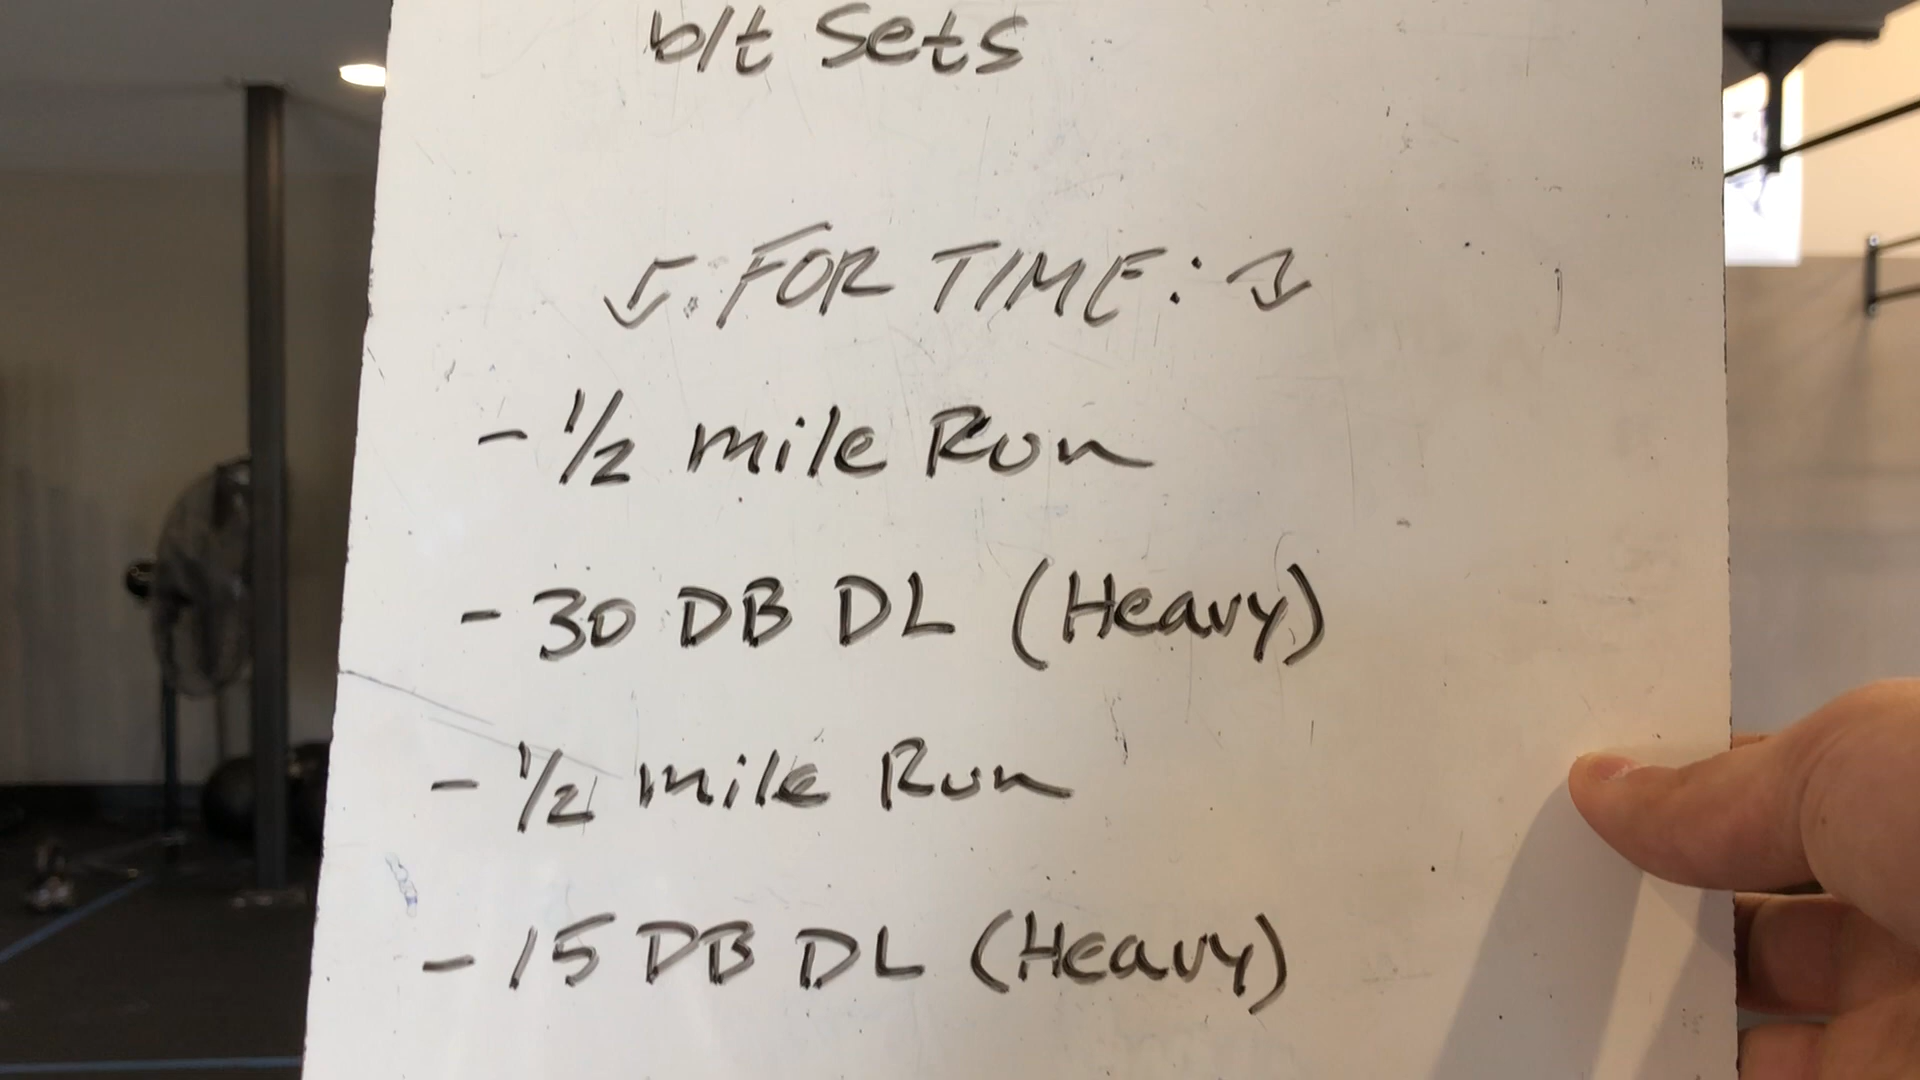 b/t Sets
FOR TIME:
- 1/2 mile Run
- 30 DB DL (Heavy)
- 1/2 mile Run
- 15 DB DL (Heavy)